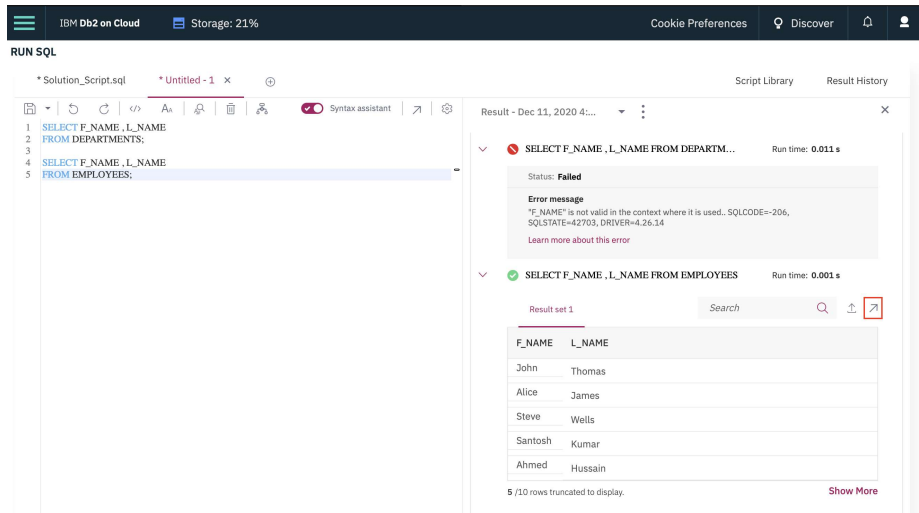 IBM Db2 on Cloud
Storage: 21%
Cookie Preferences
Discover
RUN SQL
* Solution_Script.sql
* Untitled - 1 ×
Script Library
Result History
</> AA
Syntax assistant
1 SELECT F_NAME , L_NAME
2 FROM DEPARTMENTS;
3
4 SELECT F_NAME , L_NAME
5 FROM EMPLOYEES;
Result - Dec 11, 2020 4:...
SELECT F_NAME , L_NAME FROM DEPARTM... Run time: 0.011 s
Status: Failed
Error message
"F_NAME" is not valid in the context where it is used.. SQLCODE=-206,
SQLSTATE=42703, DRIVER=4.26.14
Learn more about this error
SELECT F_NAME , L_NAME FROM EMPLOYEES Run time: 0.001 s
Result set 1
Search
F_NAME L_NAME
John Thomas
Alice James
Steve Wells
Santosh Kumar
Ahmed Hussain
5 /10 rows truncated to display.
Show More